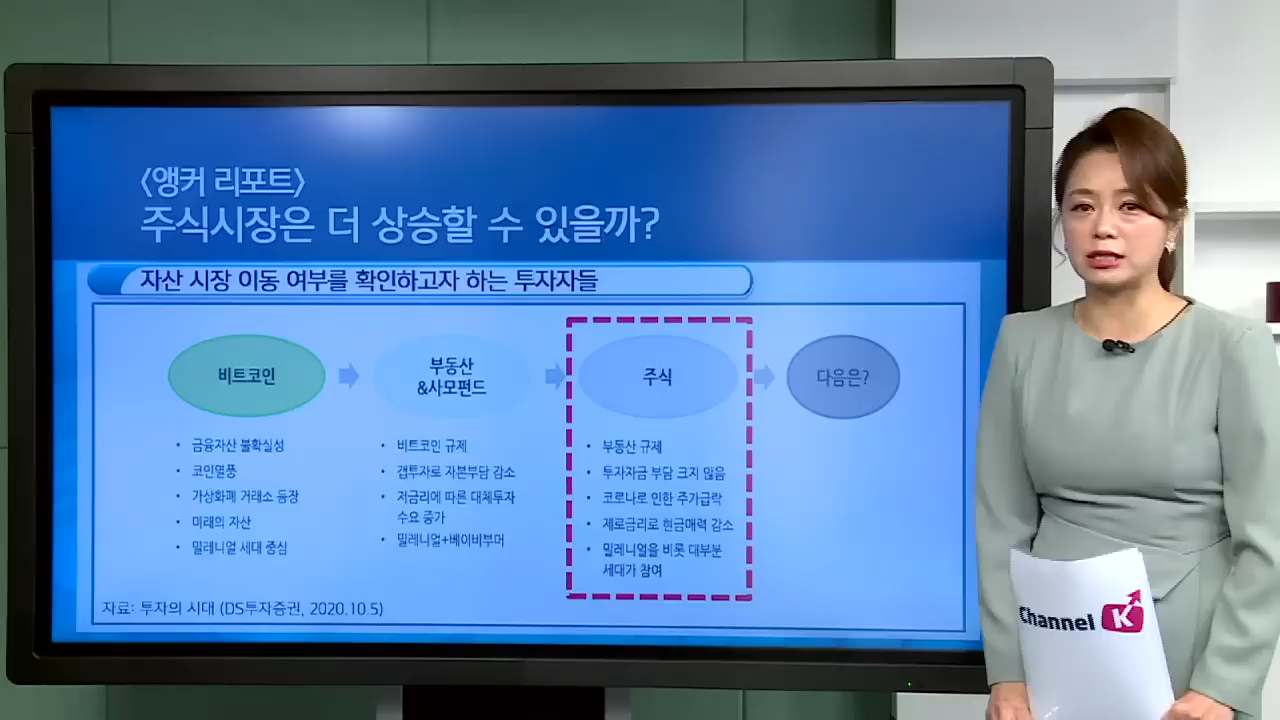 〈앵커 리포트〉
주식시장은 더 상승할 수 있을까?
자산 시장 이동 여부를 확인하고자 하는 투자자들
비트코인
• 금융자산 불확실성
• 코인열풍
• 가상화폐 거래소 등장
• 미래의 자산
• 밀레니얼 세대 중심
부동산
&사모펀드
• 비트코인 규제
• 갭투자로 자본부담 감소
• 저금리에 따른 대체투자
수요 증가
• 밀레니얼+베이비부머
주식
• 부동산 규제
• 투자자금 부담 크지 않음
• 코로나로 인한 주가급락
• 제로금리로 현금매력 감소
• 밀레니얼을 비롯 대부분
세대가 참여
다음은?
자료: 투자의 시대 (DS투자증권, 2020.10.5)
Channel K